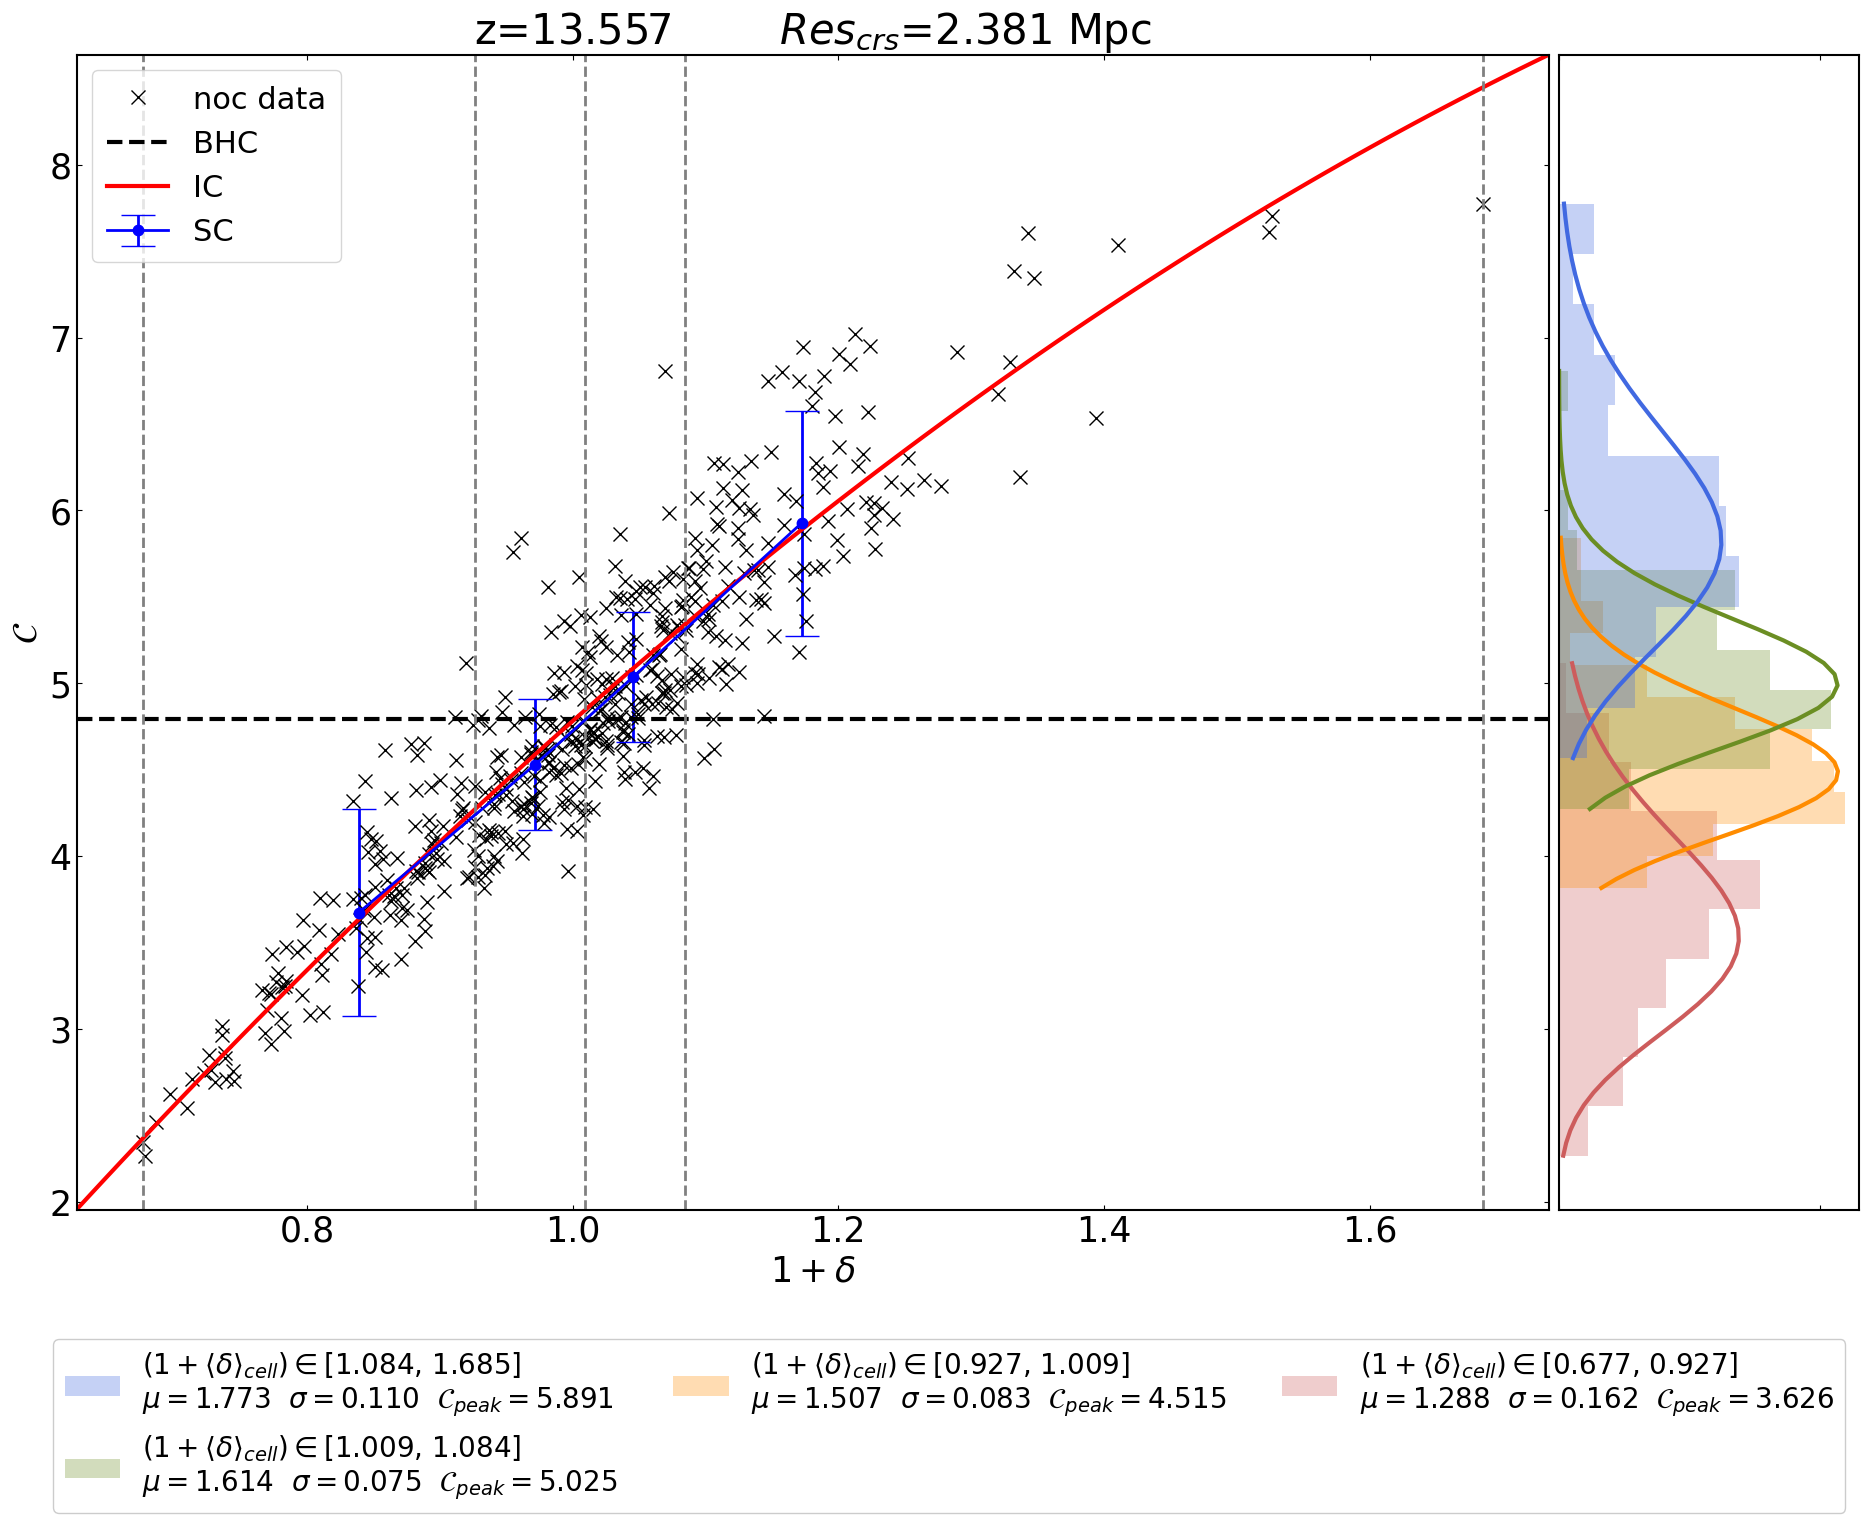 z=13.557 Res_crs=2.381 Mpc
noc data
BHC
IC
SC
8
7
6
5
4
3
2
𝒞
0.8 1.0 1.2 1.4 1.6
1 + δ
(1 + ⟨δ⟩_cell) ∈ [1.084, 1.685]
μ = 1.773 σ = 0.110 𝒞_peak = 5.891
(1 + ⟨δ⟩_cell) ∈ [1.009, 1.084]
μ = 1.614 σ = 0.075 𝒞_peak = 5.025
(1 + ⟨δ⟩_cell) ∈ [0.927, 1.009]
μ = 1.507 σ = 0.083 𝒞_peak = 4.515
(1 + ⟨δ⟩_cell) ∈ [0.677, 0.927]
μ = 1.288 σ = 0.162 𝒞_peak = 3.626